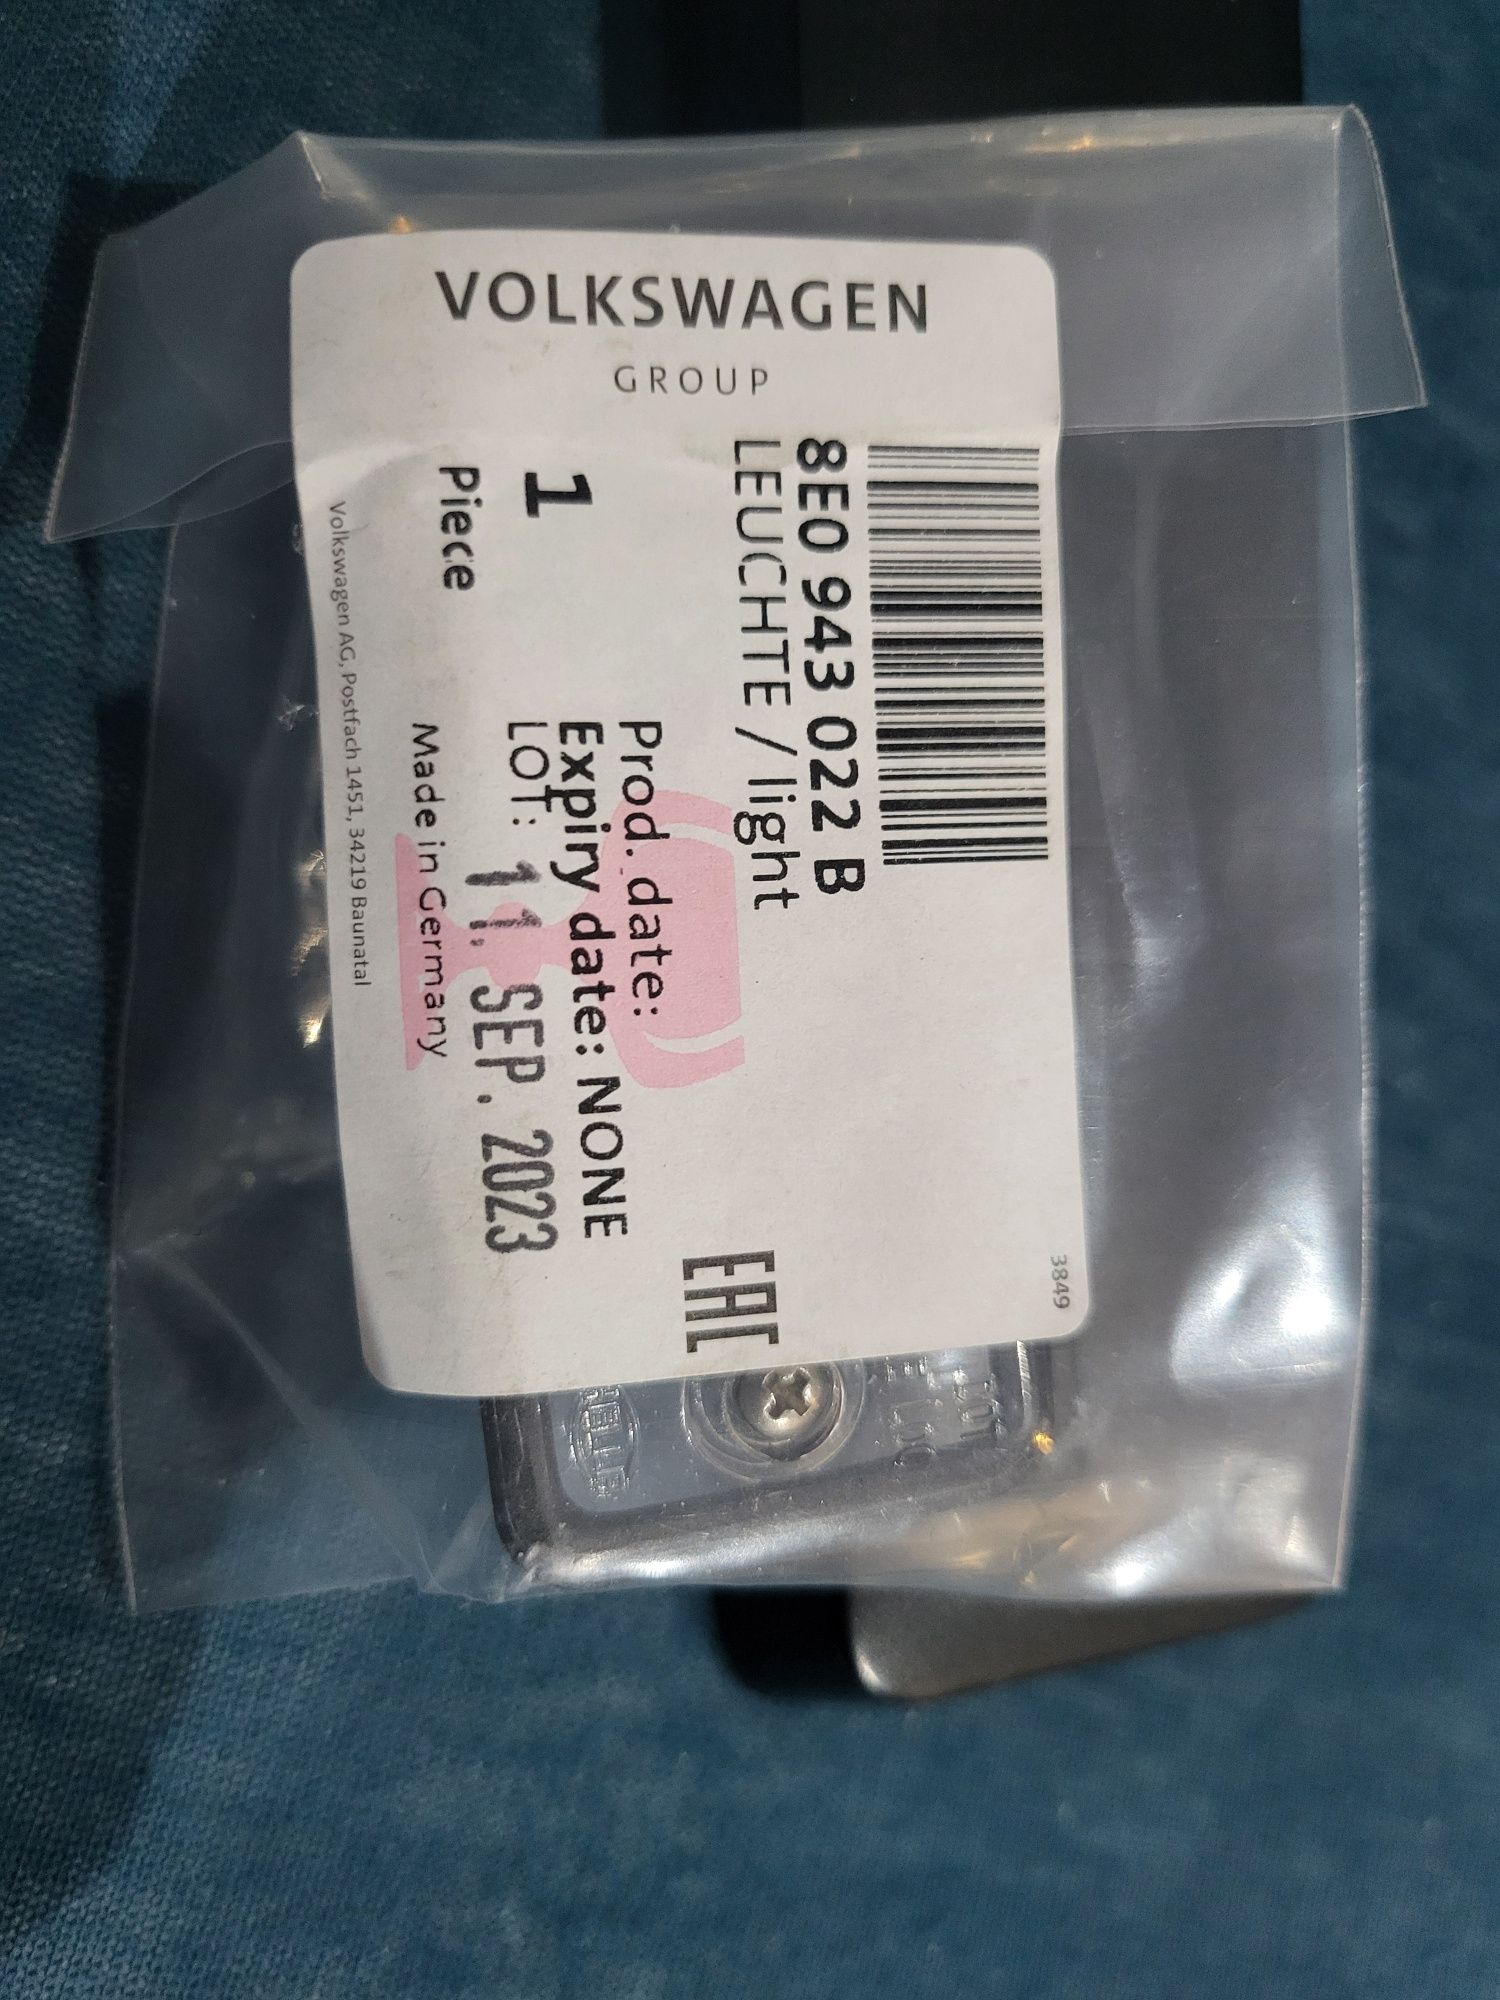 VOLKSWAGEN
GROUP
3849
8E0 943 022 B
LEUCHTE / light
EAC
Prod. date:
Expiry date: NONE
LOT:
1
11. SEP. 2023
Piece
Made in Germany
Volkswagen AG, Postfach 1451, 34219 Baunatal
HELLA